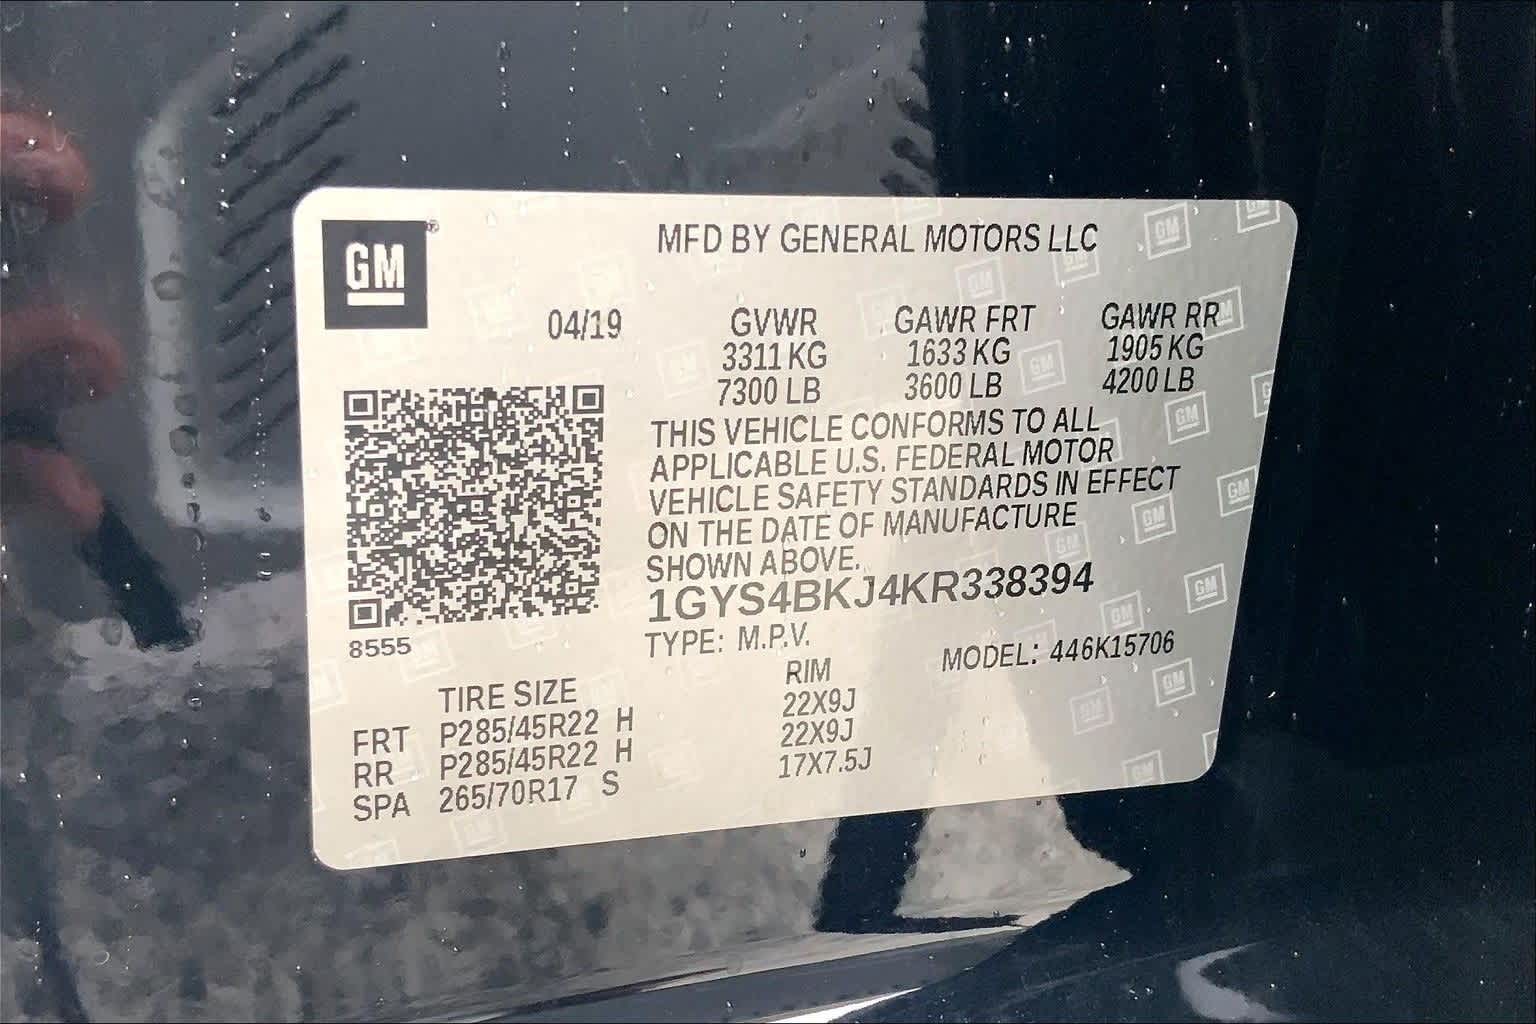 GM
MFD BY GENERAL MOTORS LLC
04/19 GVWR GAWR FRT GAWR RR
3311 KG 1633 KG 1905 KG
7300 LB 3600 LB 4200 LB
THIS VEHICLE CONFORMS TO ALL
APPLICABLE U.S. FEDERAL MOTOR
VEHICLE SAFETY STANDARDS IN EFFECT
ON THE DATE OF MANUFACTURE
SHOWN ABOVE.
1GYS4BKJ4KR338394
8555
TYPE: M.P.V. MODEL: 446K15706
TIRE SIZE RIM
FRT P285/45R22 H 22X9J
RR P285/45R22 H 22X9J
SPA 265/70R17 S 17X7.5J